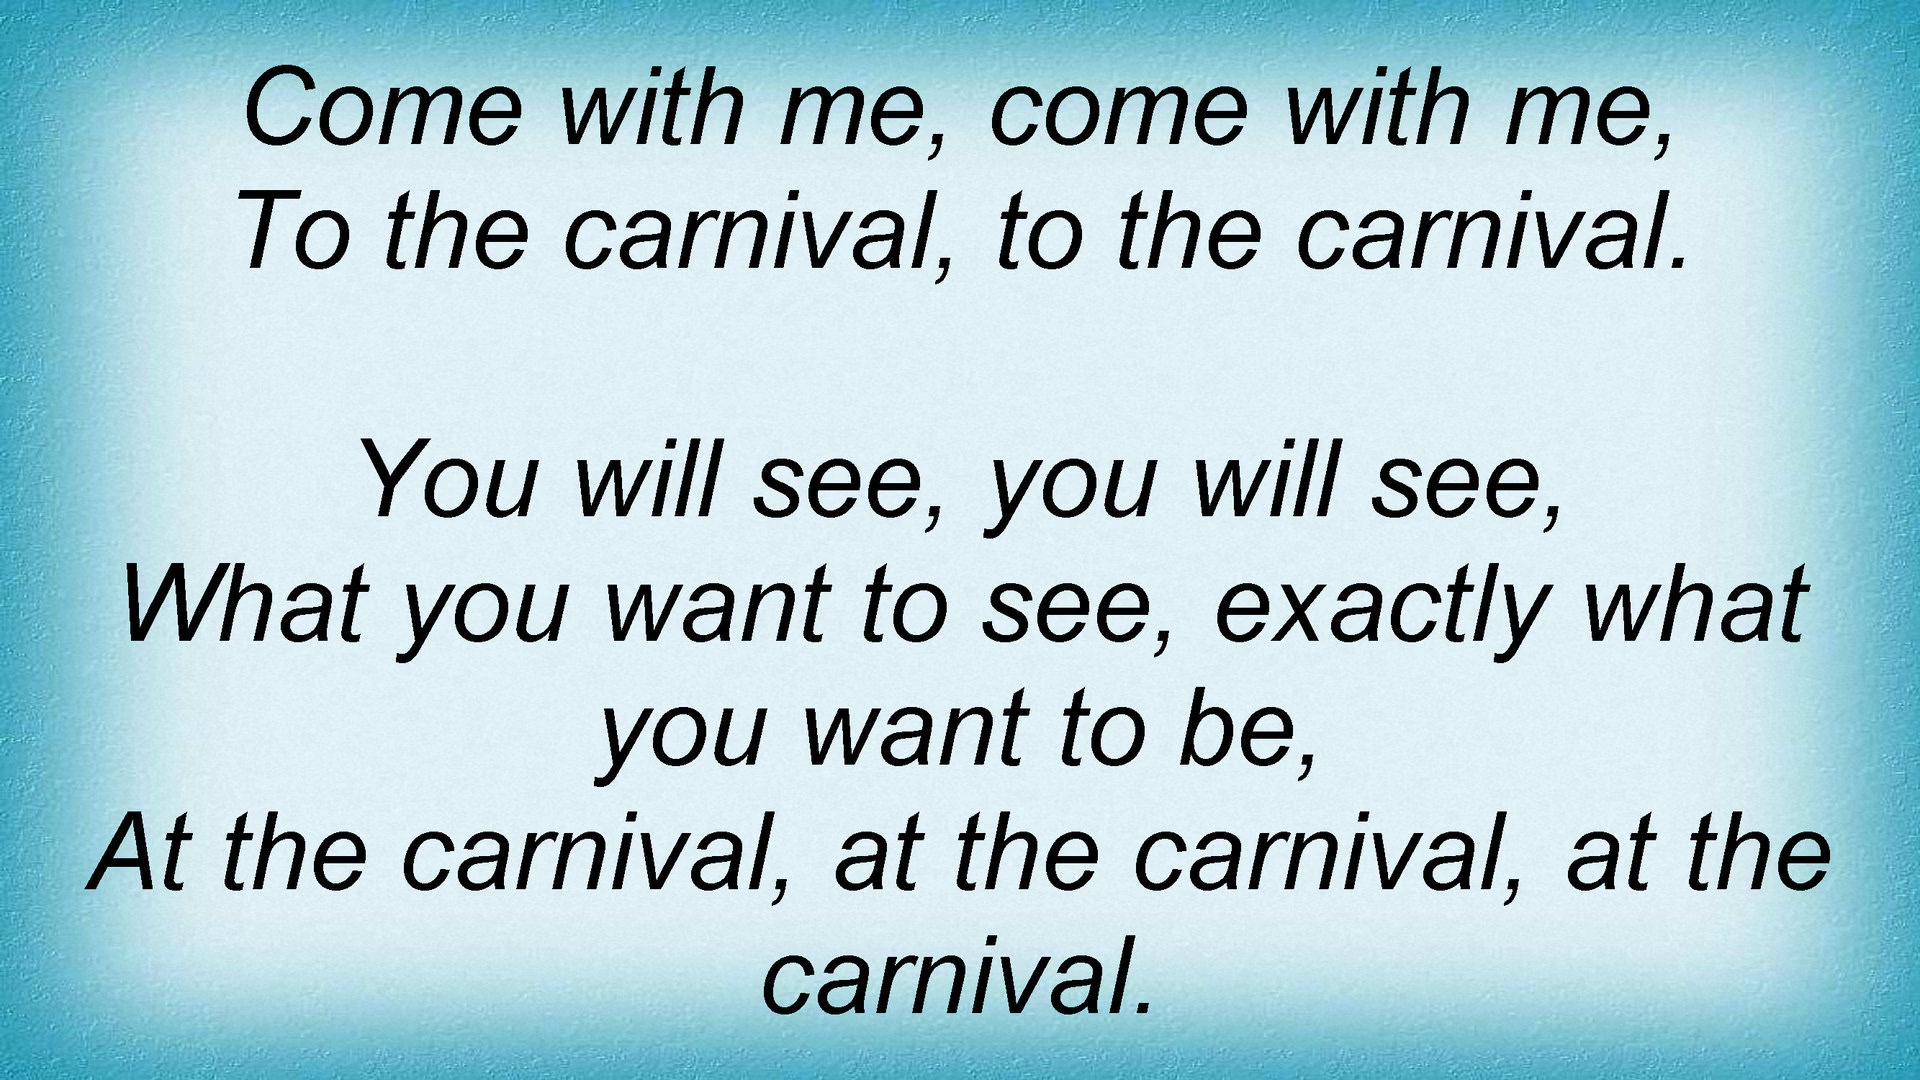 Come with me, come with me,
To the carnival, to the carnival.
You will see, you will see,
What you want to see, exactly what
you want to be,
At the carnival, at the carnival, at the
carnival.